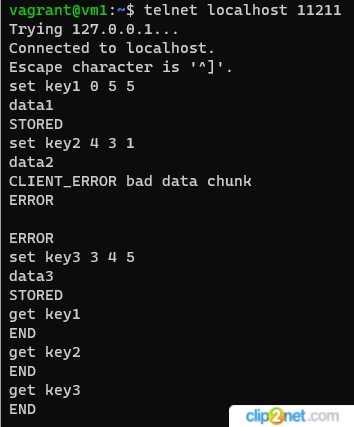 vagrant@vm1:~$ telnet localhost 11211
Trying 127.0.0.1...
Connected to localhost.
Escape character is '^]'.
set key1 0 5 5
data1
STORED
set key2 4 3 1
data2
CLIENT_ERROR bad data chunk
ERROR

ERROR
set key3 3 4 5
data3
STORED
get key1
END
get key2
END
get key3
END
clip2net.com